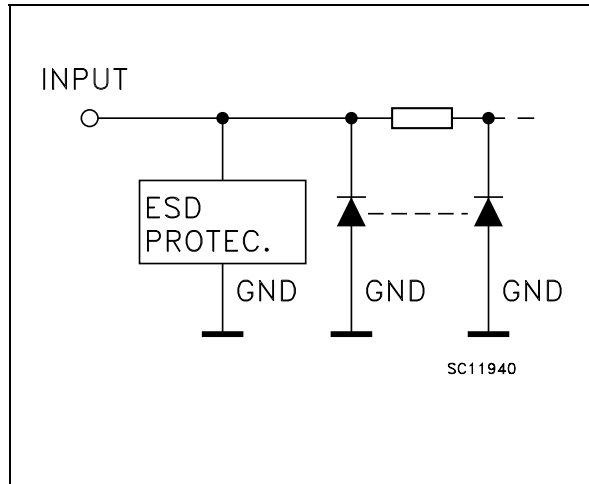 INPUT
ESD
PROTEC.
GND
GND
GND
SC11940